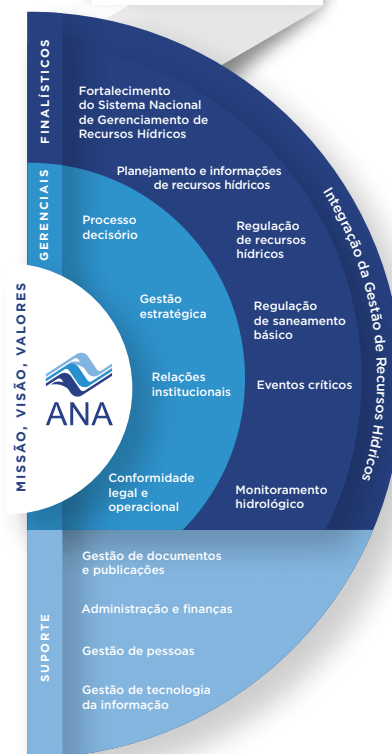 FINALÍSTICOS
Fortalecimento
do Sistema Nacional
de Gerenciamento de
Recursos Hídricos
Planejamento e informações
de recursos hídricos
Regulação
de recursos
hídricos
Regulação
de saneamento
básico
Eventos críticos
Monitoramento
hidrológico
Integração da Gestão de Recursos Hídricos
GERENCIAIS
Processo
decisório
Gestão
estratégica
Relações
institucionais
Conformidade
legal e
operacional
MISSÃO, VISÃO, VALORES
ANA
SUPORTE
Gestão de documentos
e publicações
Administração e finanças
Gestão de pessoas
Gestão de tecnologia
da informação